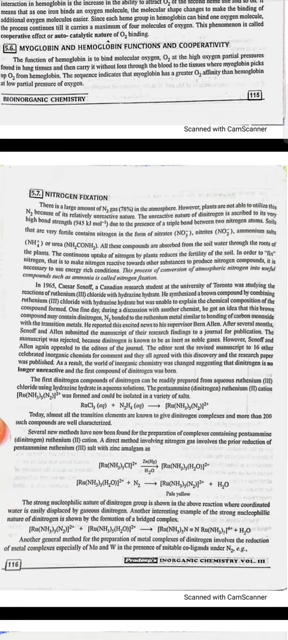 interaction in hemoglobin is the increase in the ability to attract O₂ of the second heme
means that as one iron binds an oxygen molecule, the molecular shape changes to make the binding of
additional oxygen molecules easier. Since each heme group in hemoglobin can bind one oxygen molecule,
the process continues till it carries a maximum of four molecules of oxygen. This phenomenon is called
cooperative effect or auto- catalytic nature of O₂ binding.
5.6. MYOGLOBIN AND HEMOGLOBIN FUNCTIONS AND COOPERATIVITY
The function of hemoglobin is to bind molecular oxygen, O₂ at the high oxygen partial pressures
found in lung tissues and then carry it without loss through the blood to the tissues where myoglobin picks
up O₂ from hemoglobin. The sequence indicates that myoglobin has a greater O₂ affinity than hemoglobin
at low partial pressure of oxygen.
BIOINORGANIC CHEMISTRY 115
Scanned with CamScanner
5.7. NITROGEN FIXATION
There is a large amount of N₂ gas (78%) in the atmosphere. However, plants are not able to utilize this
N₂ because of its relatively unreactive nature. The unreactive nature of dinitrogen is ascribed to its very
high bond strength (945 kJ mol⁻¹) due to the presence of a triple bond between two nitrogen atoms. Soils
that are very fertile contains nitrogen in the form of nitrates (NO₃⁻), nitrites (NO₂⁻), ammonium salts
(NH₄⁺) or urea (NH₂CONH₂). All these compounds are absorbed from the soil water through the roots of
the plants. The continuous uptake of nitrogen by plants reduces the fertility of the soil. In order to "fix"
nitrogen, that is to make nitrogen reactive towards other substances to produce nitrogen compounds, it is
necessary to use energy rich conditions. This process of conversion of atmospheric nitrogen into useful
compounds such as ammonia is called nitrogen fixation.
In 1965, Caesar Senoff, a Canadian research student at the university of Toronto was studying the
reactions of ruthenium (III) chloride with hydrazine hydrate. He synthesised a brown compound by combining
ruthenium (III) chloride with hydrazine hydrate but was unable to explain the chemical composition of the
compound formed. One fine day, during a discussion with another chemist, he got an idea that this brown
compound may contain dinitrogen, N₂ bonded to the ruthenium metal similar to bonding of carbon monoxide
with the transition metals. He reported this excited news to his supervisor Bern Allen. After several months,
Senoff and Allen submitted the manuscript of their research findings to a journal for publication. The
manuscript was rejected, because dinitrogen is known to be as inert as noble gases. However, Senoff and
Allen again appealed to the editors of the journal. The editor sent the revised manuscript to 16 other
celebrated inorganic chemists for comment and they all agreed with this discovery and the research paper
was published. As a result, the world of inorganic chemistry was changed suggesting that dinitrogen is no
longer unreactive and the first compound of dinitrogen was born.
The first dinitrogen compounds of dinitrogen can be readily prepared from aqueous ruthenium (III)
chloride using hydrazine hydrate in aqueous solutions. The pentaammine (dinitrogen) ruthenium (II) cation
[Ru(NH₃)₅(N₂)]²⁺ was formed and could be isolated in a variety of salts.
RuCl₃ (aq) + N₂H₄ (aq) ⟶ [Ru(NH₃)₅(N₂)]²⁺
Today, almost all the transition elements are known to give dinitrogen complexes and more than 200
such compounds are well characterized.
Several new methods have now been found for the preparation of complexes containing pentaammine
(dinitrogen) ruthenium (II) cation. A direct method involving nitrogen gas involves the prior reduction of
pentaammine ruthenium (III) salt with zinc amalgam as
[Ru(NH₃)₅Cl]²⁺ Zn(Hg) ⟶ H₂O [Ru(NH₃)₅(H₂O)]²⁺
[Ru(NH₃)₅(H₂O)]²⁺ + N₂ ⟶ [Ru(NH₃)₅(N₂)]²⁺ + H₂O
Pale yellow
The strong nucleophilic nature of dinitrogen group is shown in the above reaction where coordinated
water is easily displaced by gaseous dinitrogen. Another interesting example of the strong nucleophilic
nature of dinitrogen is shown by the formation of a bridged complex.
[Ru(NH₃)₅(N₂)]²⁺ + [Ru(NH₃)₅(H₂O)]²⁺ ⟶ [Ru(NH₃)₅N ≡ N Ru(NH₃)₅]⁴⁺ + H₂O
Another general method for the preparation of metal complexes of dinitrogen involves the reduction
of metal complexes especially of Mo and W in the presence of suitable co-ligands under N₂, e.g.,
116 Pradeep's INORGANIC CHEMISTRY VOL. III
Scanned with CamScanner